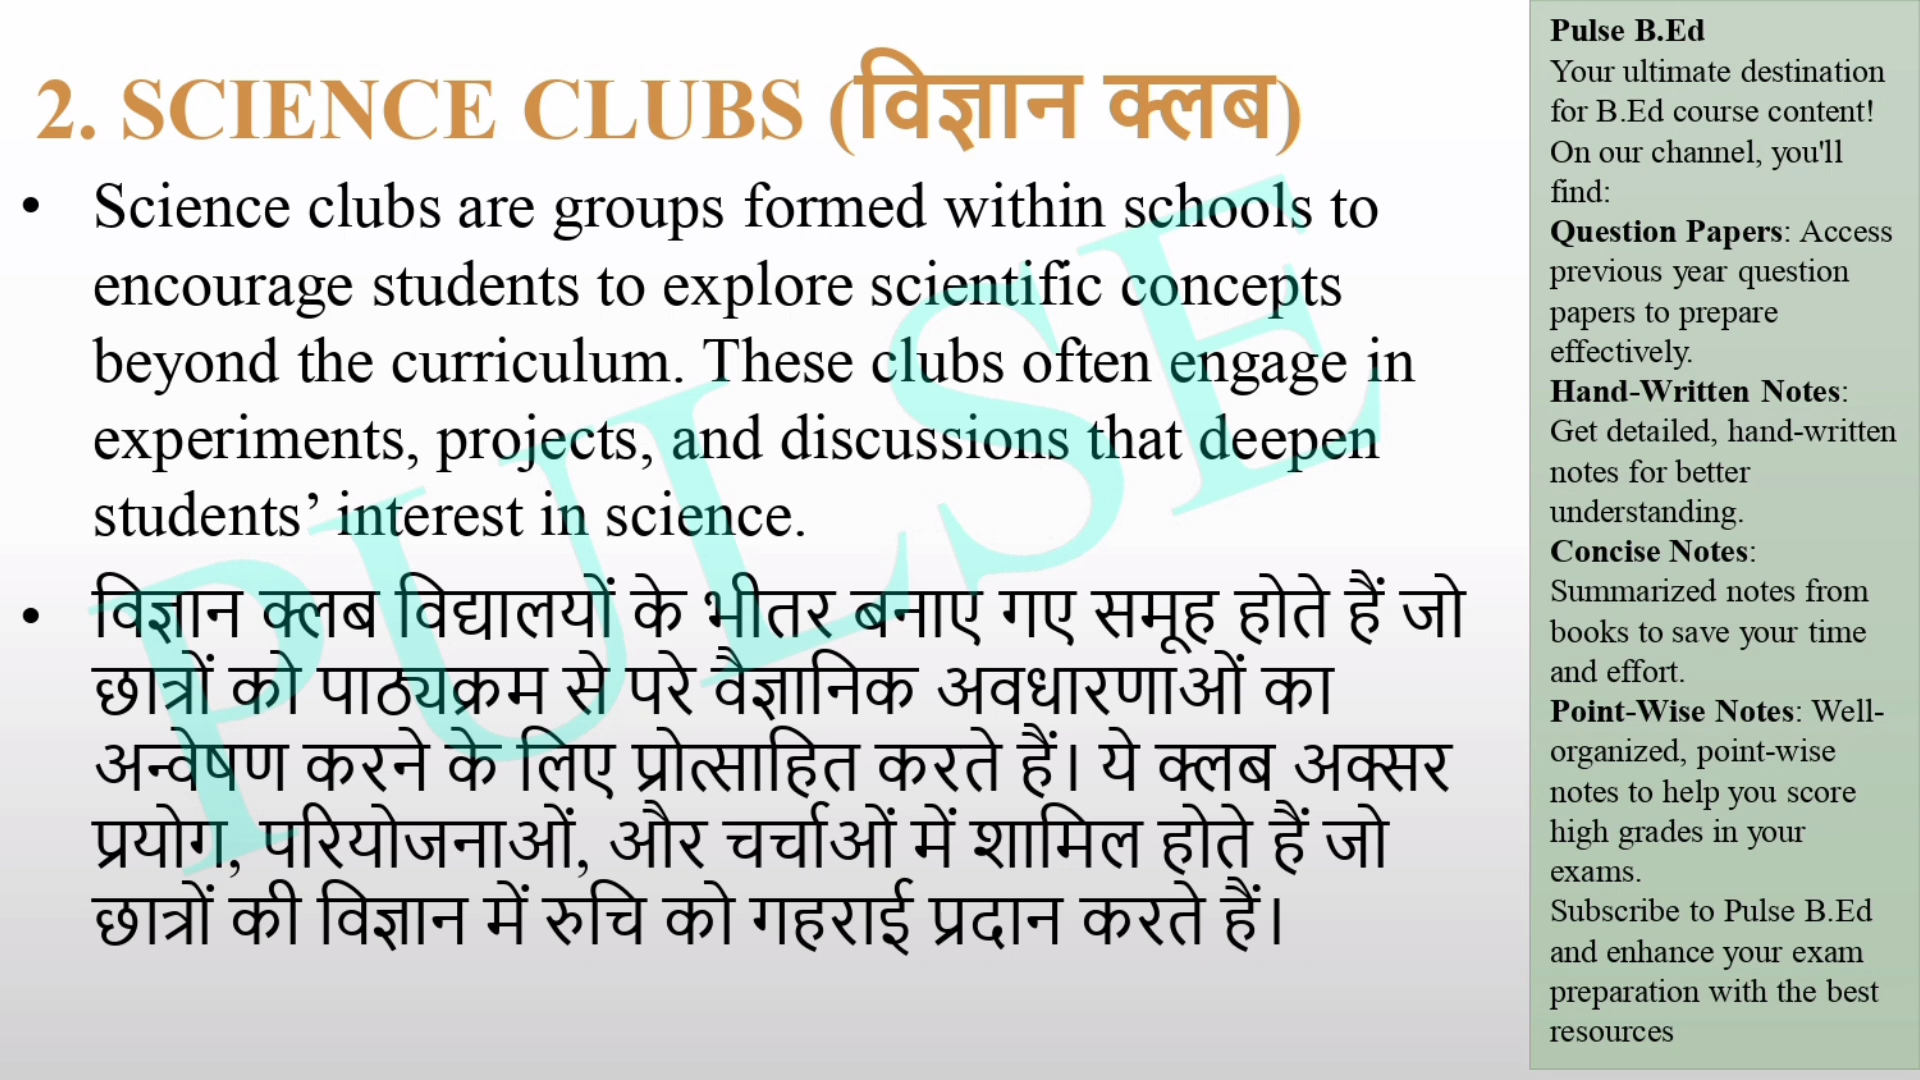 2. SCIENCE CLUBS (विज्ञान क्लब)
• Science clubs are groups formed within schools to
encourage students to explore scientific concepts
beyond the curriculum. These clubs often engage in
experiments, projects, and discussions that deepen
students’ interest in science.
• विज्ञान क्लब विद्यालयों के भीतर बनाए गए समूह होते हैं जो
छात्रों को पाठ्यक्रम से परे वैज्ञानिक अवधारणाओं का
अन्वेषण करने के लिए प्रोत्साहित करते हैं। ये क्लब अक्सर
प्रयोग, परियोजनाओं, और चर्चाओं में शामिल होते हैं जो
छात्रों की विज्ञान में रुचि को गहराई प्रदान करते हैं।
PULSE
Pulse B.Ed
Your ultimate destination
for B.Ed course content!
On our channel, you'll
find:
Question Papers: Access
previous year question
papers to prepare
effectively.
Hand-Written Notes:
Get detailed, hand-written
notes for better
understanding.
Concise Notes:
Summarized notes from
books to save your time
and effort.
Point-Wise Notes: Well-
organized, point-wise
notes to help you score
high grades in your
exams.
Subscribe to Pulse B.Ed
and enhance your exam
preparation with the best
resources